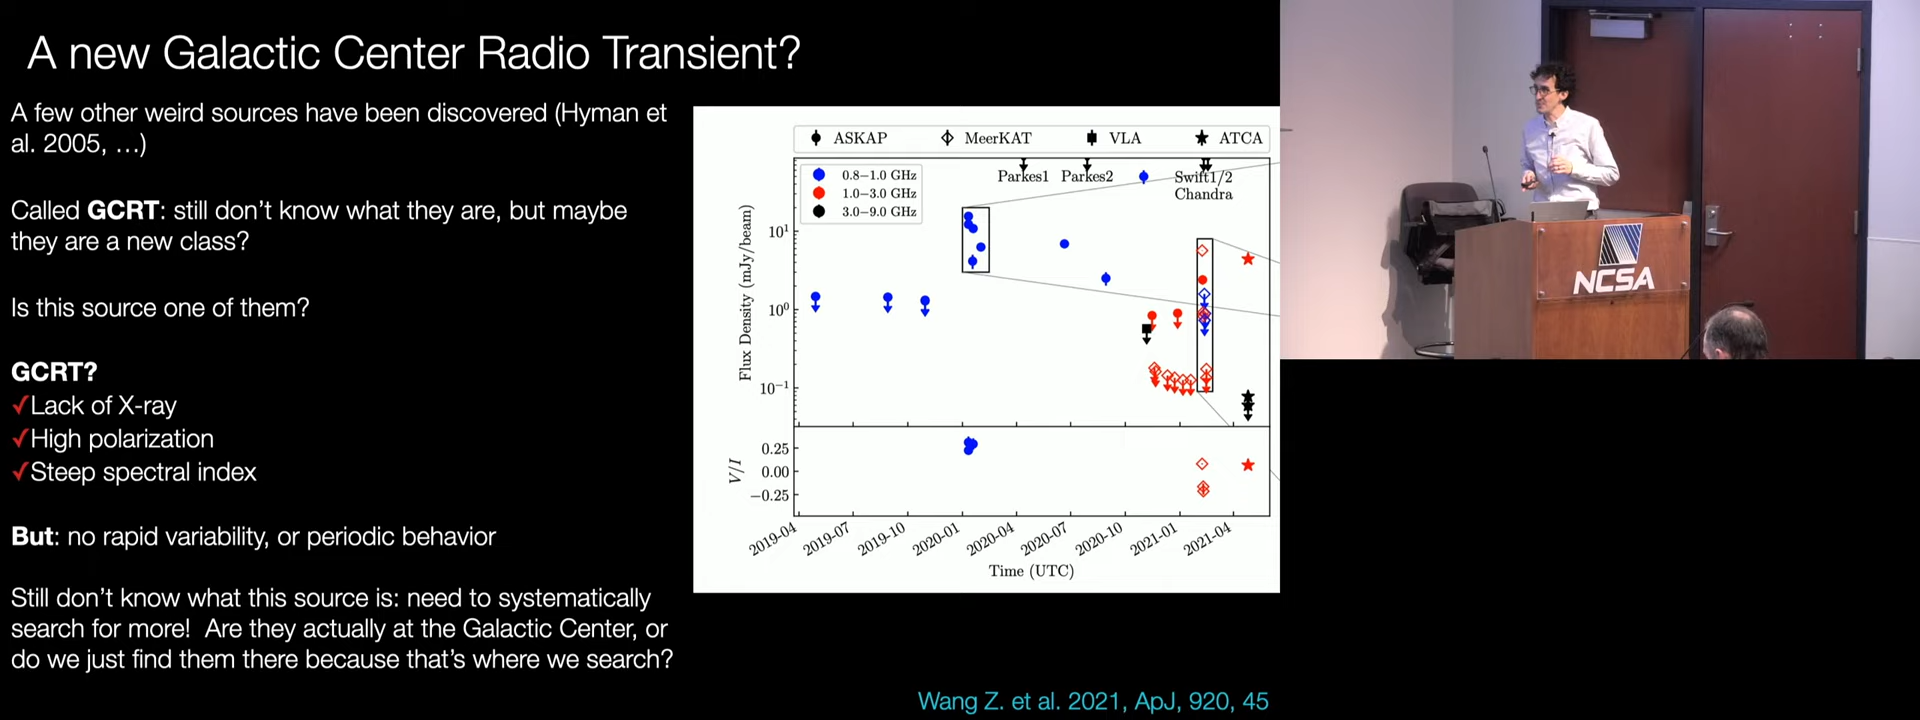 A new Galactic Center Radio Transient?
A few other weird sources have been discovered (Hyman et
al. 2005, …)
Called GCRT: still don’t know what they are, but maybe
they are a new class?
Is this source one of them?
GCRT?
✓Lack of X-ray
✓High polarization
✓Steep spectral index
But: no rapid variability, or periodic behavior
Still don’t know what this source is: need to systematically
search for more! Are they actually at the Galactic Center, or
do we just find them there because that’s where we search?
ASKAP MeerKAT VLA ATCA
0.8−1.0 GHz
1.0−3.0 GHz
3.0−9.0 GHz
Parkes1 Parkes2 Swift1/2
Chandra
Flux Density (mJy/beam)
10¹
10⁰
10⁻¹
V/I
0.25
0.00
−0.25
2019-04 2019-07 2019-10 2020-01 2020-04 2020-07 2020-10 2021-01 2021-04
Time (UTC)
Wang Z. et al. 2021, ApJ, 920, 45
NCSA